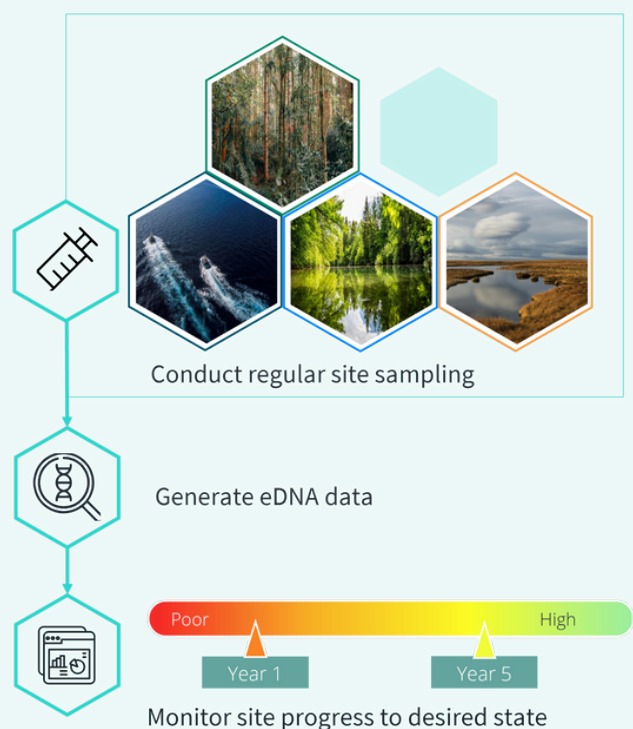 Conduct regular site sampling
Generate eDNA data
Poor
High
Year 1
Year 5
Monitor site progress to desired state